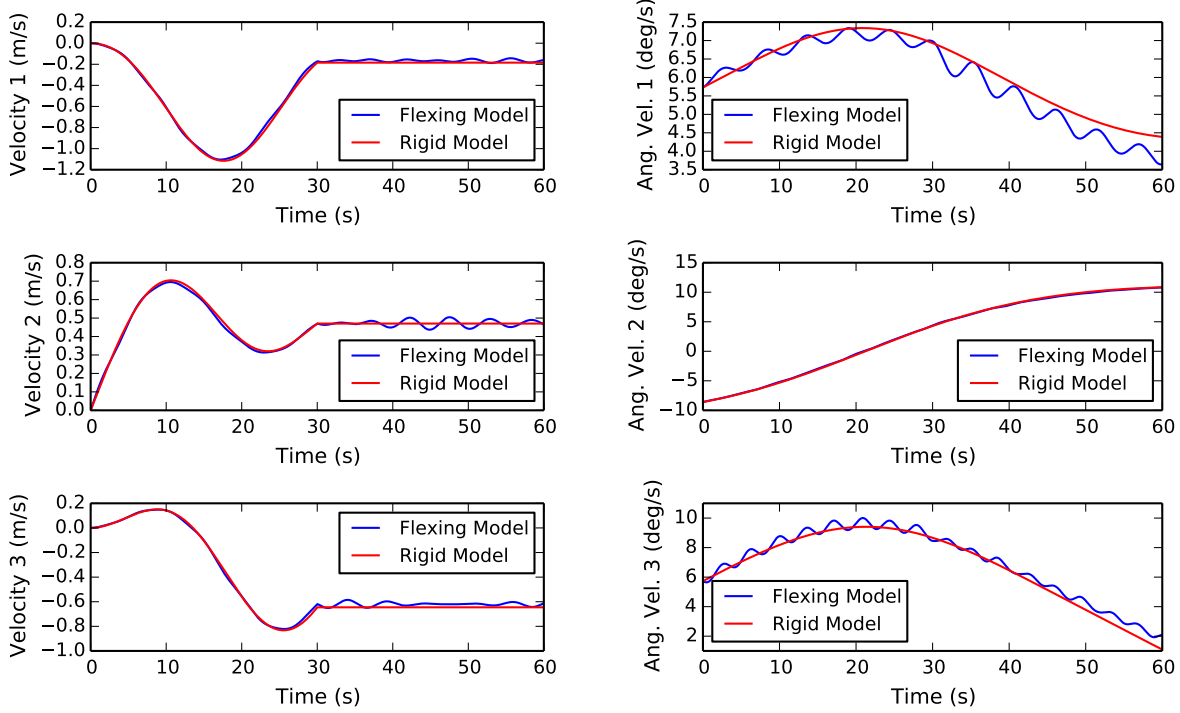 Velocity 1 (m/s)
0.2
0.0
−0.2
−0.4
−0.6
−0.8
−1.0
−1.2
Flexing Model
Rigid Model
0 10 20 30 40 50 60
Time (s)
Ang. Vel. 1 (deg/s)
7.5
7.0
6.5
6.0
5.5
5.0
4.5
4.0
3.5
Flexing Model
Rigid Model
0 10 20 30 40 50 60
Time (s)
Velocity 2 (m/s)
0.8
0.7
0.6
0.5
0.4
0.3
0.2
0.1
0.0
Flexing Model
Rigid Model
0 10 20 30 40 50 60
Time (s)
Ang. Vel. 2 (deg/s)
15
10
5
0
−5
−10
Flexing Model
Rigid Model
0 10 20 30 40 50 60
Time (s)
Velocity 3 (m/s)
0.2
0.0
−0.2
−0.4
−0.6
−0.8
−1.0
Flexing Model
Rigid Model
0 10 20 30 40 50 60
Time (s)
Ang. Vel. 3 (deg/s)
10
8
6
4
2
Flexing Model
Rigid Model
0 10 20 30 40 50 60
Time (s)